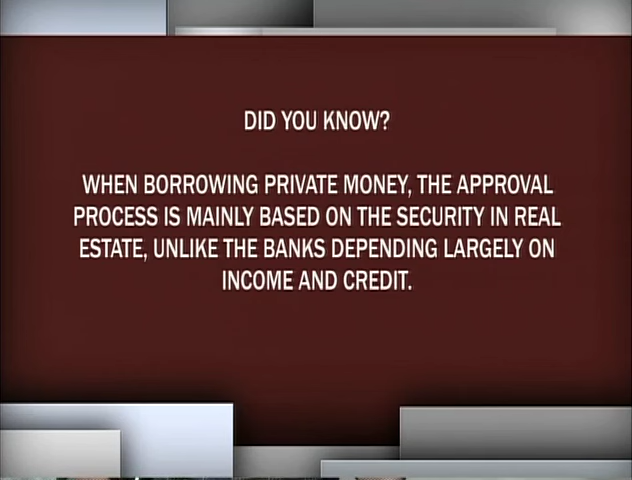 DID YOU KNOW?
WHEN BORROWING PRIVATE MONEY, THE APPROVAL
PROCESS IS MAINLY BASED ON THE SECURITY IN REAL
ESTATE, UNLIKE THE BANKS DEPENDING LARGELY ON
INCOME AND CREDIT.